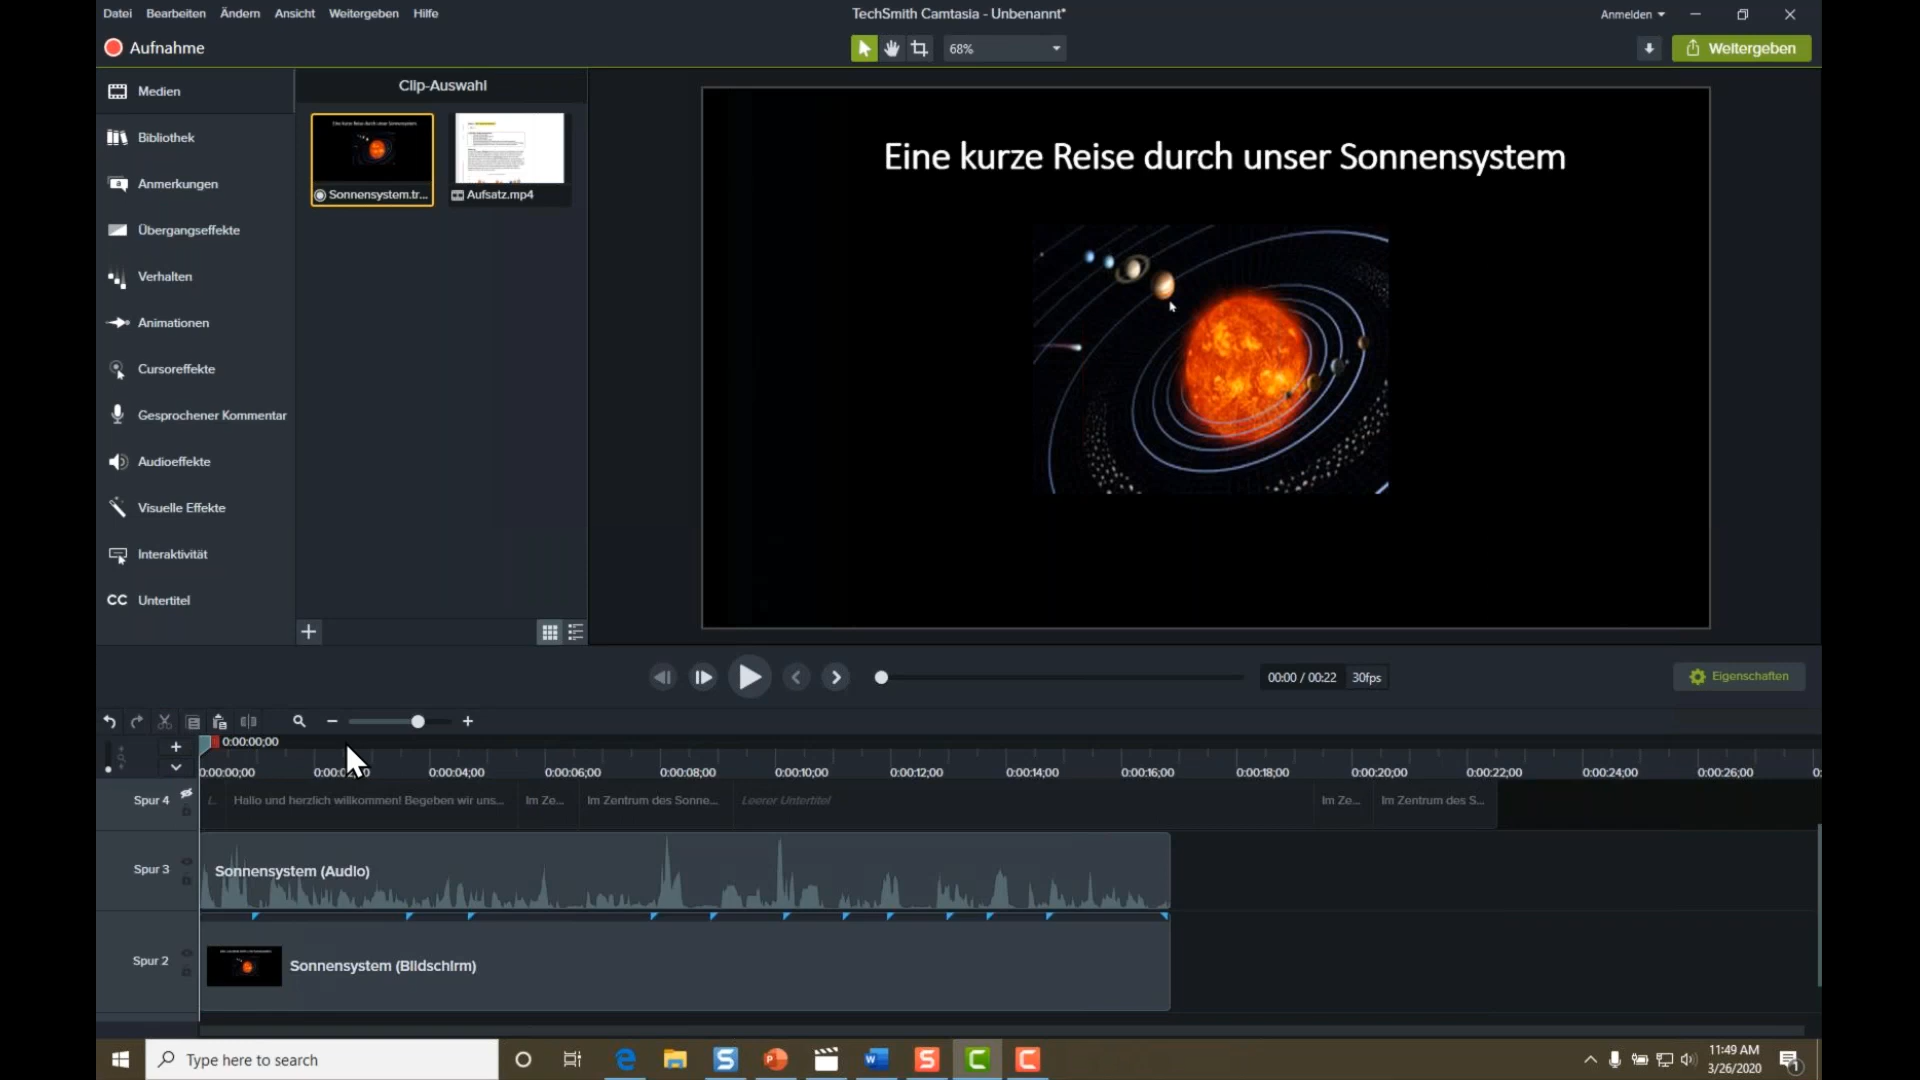 Datei Bearbeiten Ändern Ansicht Weitergeben Hilfe
TechSmith Camtasia - Unbenannt*
Anmelden
Aufnahme
68%
Weitergeben
Medien
Bibliothek
Anmerkungen
Übergangseffekte
Verhalten
Animationen
Cursoreffekte
Gesprochener Kommentar
Audioeffekte
Visuelle Effekte
Interaktivität
CC Untertitel
Clip-Auswahl
Sonnensystem.tr...
Aufsatz.mp4
Eine kurze Reise durch unser Sonnensystem
00:00 / 00:22 30fps
Eigenschaften
0:00:00;00
0:00:00;00 0:00:04;00 0:00:06;00 0:00:08;00 0:00:10;00 0:00:12;00 0:00:14;00 0:00:16;00 0:00:18;00 0:00:20;00 0:00:22;00 0:00:24;00 0:00:26;00
Spur 4
Hallo und herzlich willkommen! Begeben wir uns... Im Ze... Im Zentrum des Sonne... Leerer Untertitel Im Ze... Im Zentrum des S...
Spur 3
Sonnensystem (Audio)
Spur 2
Sonnensystem (Bildschirm)
Type here to search
11:49 AM
3/26/2020